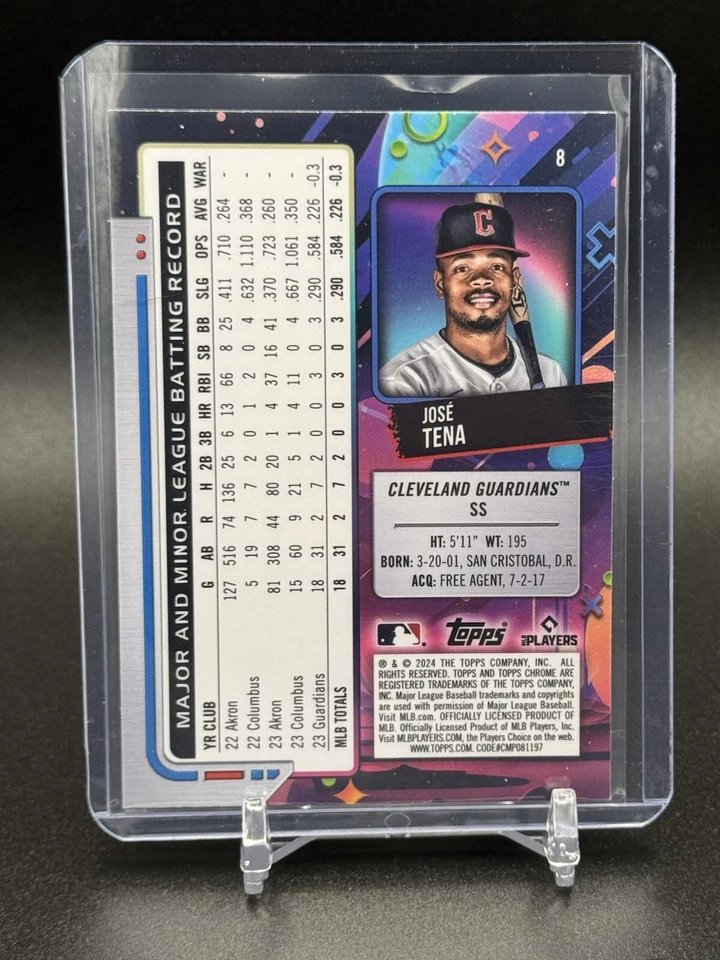 8
C
JOSÉ
TENA
CLEVELAND GUARDIANS™
SS
HT: 5'11" WT: 195
BORN: 3-20-01, SAN CRISTOBAL, D.R.
ACQ: FREE AGENT, 7-2-17
topps®
MLB PLAYERS
® & © 2024 THE TOPPS COMPANY, INC. ALL
RIGHTS RESERVED. TOPPS AND TOPPS CHROME ARE
REGISTERED TRADEMARKS OF THE TOPPS COMPANY,
INC. Major League Baseball trademarks and copyrights
are used with permission of Major League Baseball.
Visit MLB.com. OFFICIALLY LICENSED PRODUCT OF
MLB. Officially Licensed Product of MLB Players, Inc.
Visit MLBPLAYERS.COM, the Players Choice on the web.
WWW.TOPPS.COM. CODE#CMP081197
MAJOR AND MINOR LEAGUE BATTING RECORD
YR CLUB G AB R H 2B 3B HR RBI SB BB SLG OPS AVG WAR
22 Akron 127 516 74 136 25 6 13 66 8 25 .411 .710 .264 -
22 Columbus 5 19 7 7 2 0 1 2 0 4 .632 1.110 .368 -
23 Akron 81 308 44 80 20 1 4 37 16 41 .370 .723 .260 -
23 Columbus 15 60 9 21 5 1 4 11 0 4 .667 1.061 .350 -
23 Guardians 18 31 2 7 2 0 0 3 0 3 .290 .584 .226 -0.3
MLB TOTALS 18 31 2 7 2 0 0 3 0 3 .290 .584 .226 -0.3